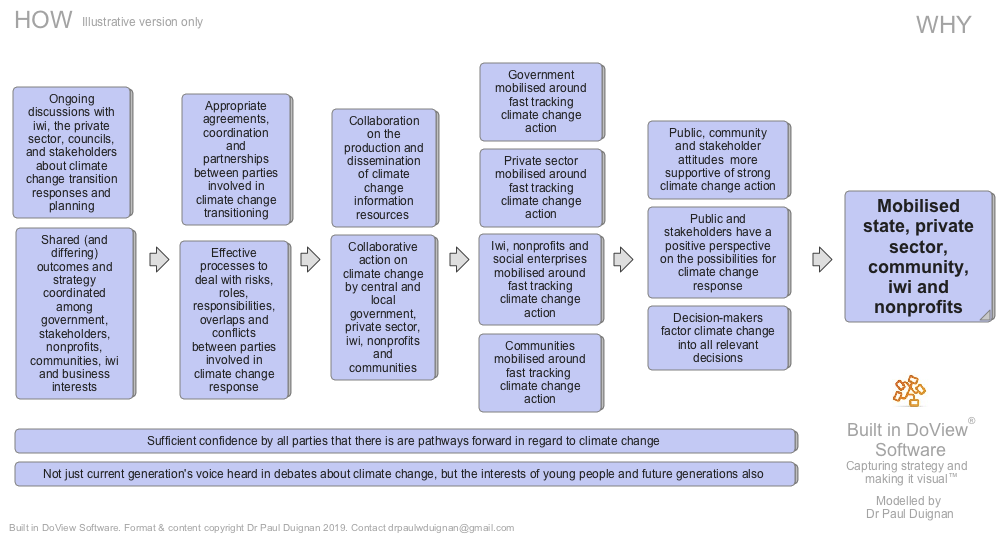 HOW
Illustrative version only
WHY
Ongoing
discussions with
iwi, the private
sector, councils,
and stakeholders
about climate
change transition
responses and
planning
Shared (and
differing)
outcomes and
strategy
coordinated
among
government,
stakeholders,
nonprofits,
communities, iwi
and business
interests
Appropriate
agreements,
coordination
and
partnerships
between parties
involved in
climate change
transitioning
Effective
processes to
deal with risks,
roles,
responsibilities,
overlaps and
conflicts
between parties
involved in
climate change
response
Collaboration
on the
production and
dissemination
of climate
change
information
resources
Collaborative
action on
climate change
by central and
local
government,
private sector,
iwi, nonprofits
and
communities
Government
mobilised around
fast tracking
climate change
action
Private sector
mobilised around
fast tracking
climate change
action
Iwi, nonprofits and
social enterprises
mobilised around
fast tracking
climate change
action
Communities
mobilised around
fast tracking
climate change
action
Public, community
and stakeholder
attitudes more
supportive of strong
climate change action
Public and
stakeholders have a
positive perspective
on the possibilities for
climate change
response
Decision-makers
factor climate change
into all relevant
decisions
Mobilised
state, private
sector,
community,
iwi and
nonprofits
Sufficient confidence by all parties that there is are pathways forward in regard to climate change
Not just current generation's voice heard in debates about climate change, but the interests of young people and future generations also
Built in DoView®
Software
Capturing strategy and
making it visual™
Modelled by
Dr Paul Duignan
Built in DoView Software. Format & content copyright Dr Paul Duignan 2019. Contact drpaulwduignan@gmail.com